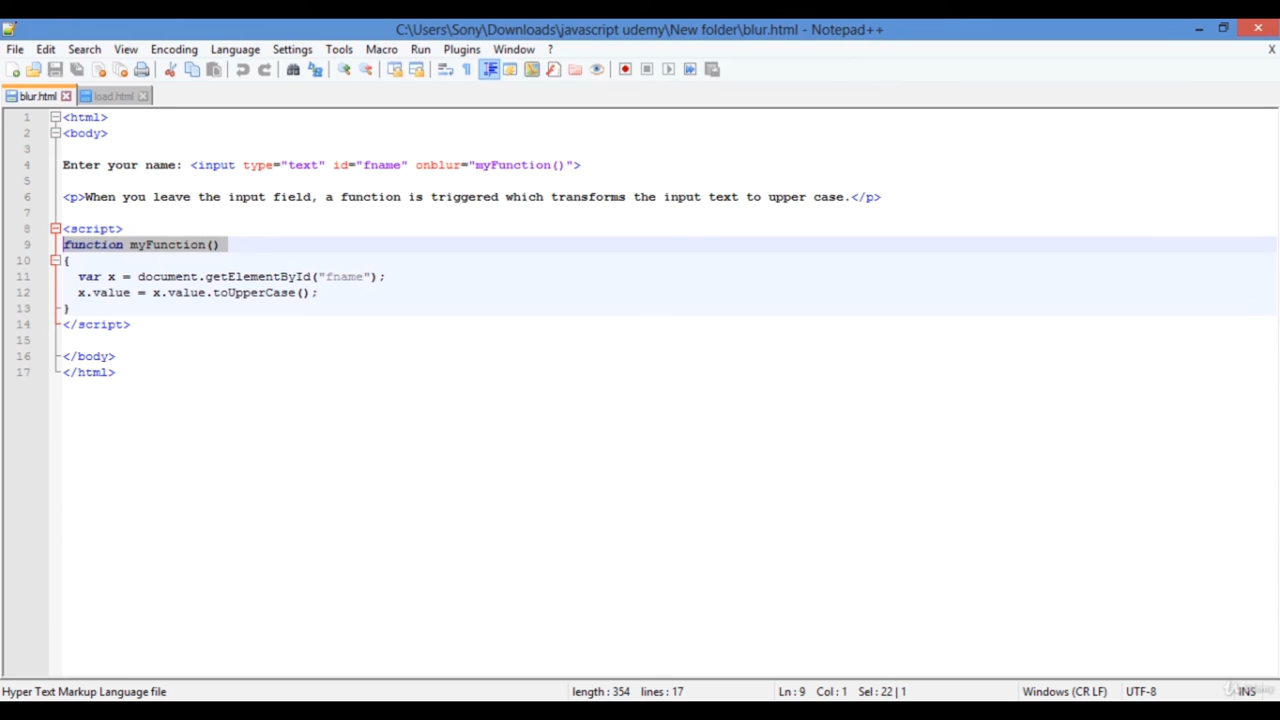 C:\Users\Sony\Downloads\javascript udemy\New folder\blur.html - Notepad++
File Edit Search View Encoding Language Settings Tools Macro Run Plugins Window ? X
blur.html load.html
1 <html>
2 <body>
3
4 Enter your name: <input type="text" id="fname" onblur="myFunction()">
5
6 <p>When you leave the input field, a function is triggered which transforms the input text to upper case.</p>
7
8 <script>
9 function myFunction()
10 {
11 var x = document.getElementById("fname");
12 x.value = x.value.toUpperCase();
13 }
14 </script>
15
16 </body>
17 </html>
Hyper Text Markup Language file length : 354 lines : 17 Ln : 9 Col : 1 Sel : 22 | 1 Windows (CR LF) UTF-8 INS